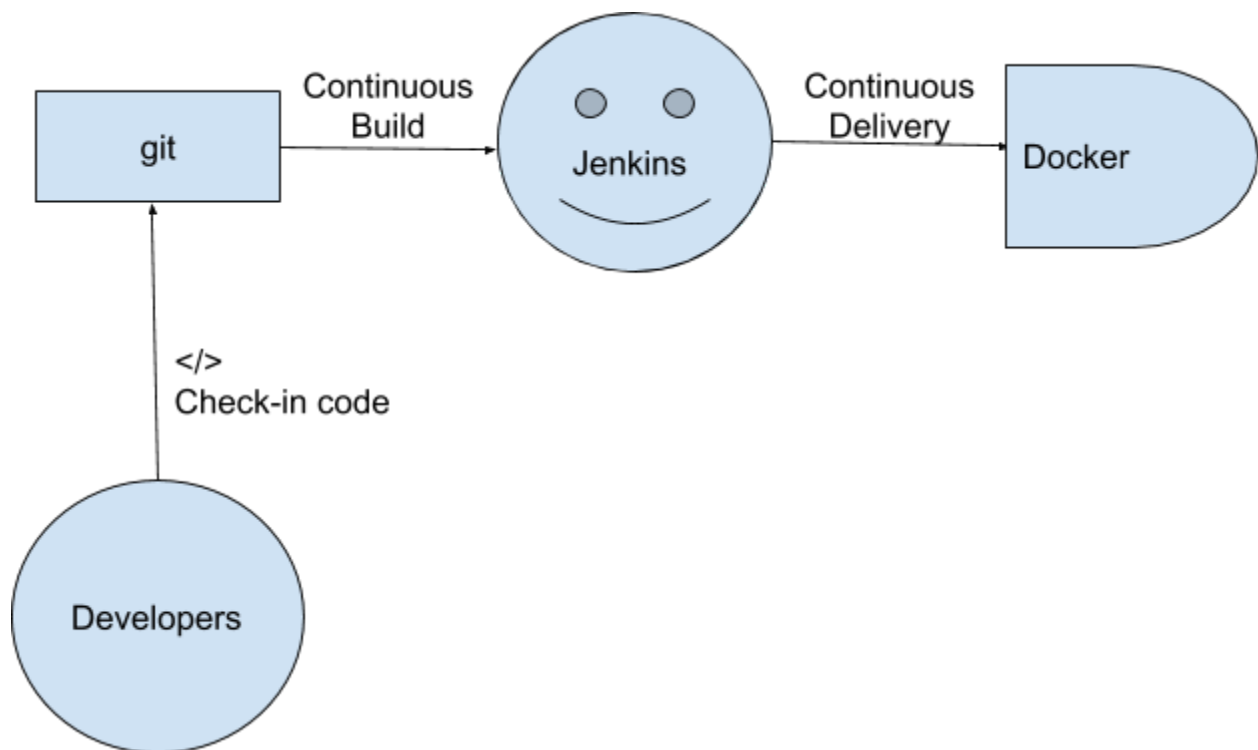 Continuous
Build
Continuous
Delivery
git
Jenkins
Docker
</>
Check-in code
Developers